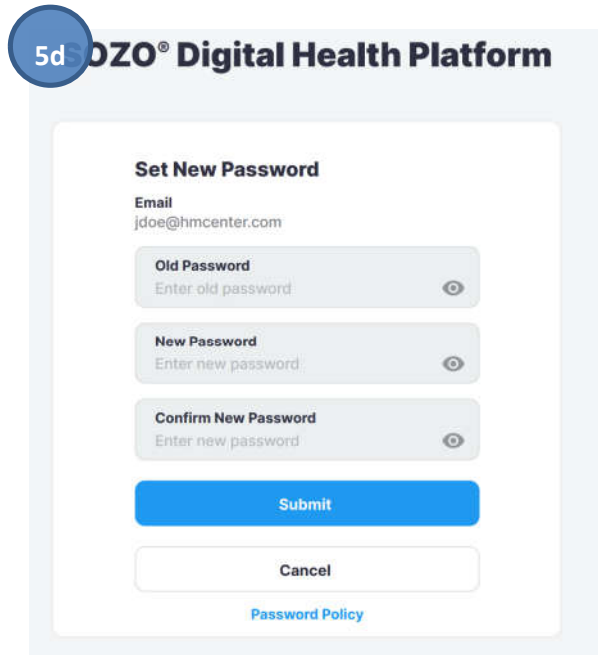 5d
OZO® Digital Health Platform
Set New Password
Email
jdoe@hmcenter.com
Old Password
Enter old password
New Password
Enter new password
Confirm New Password
Enter new password
Submit
Cancel
Password Policy